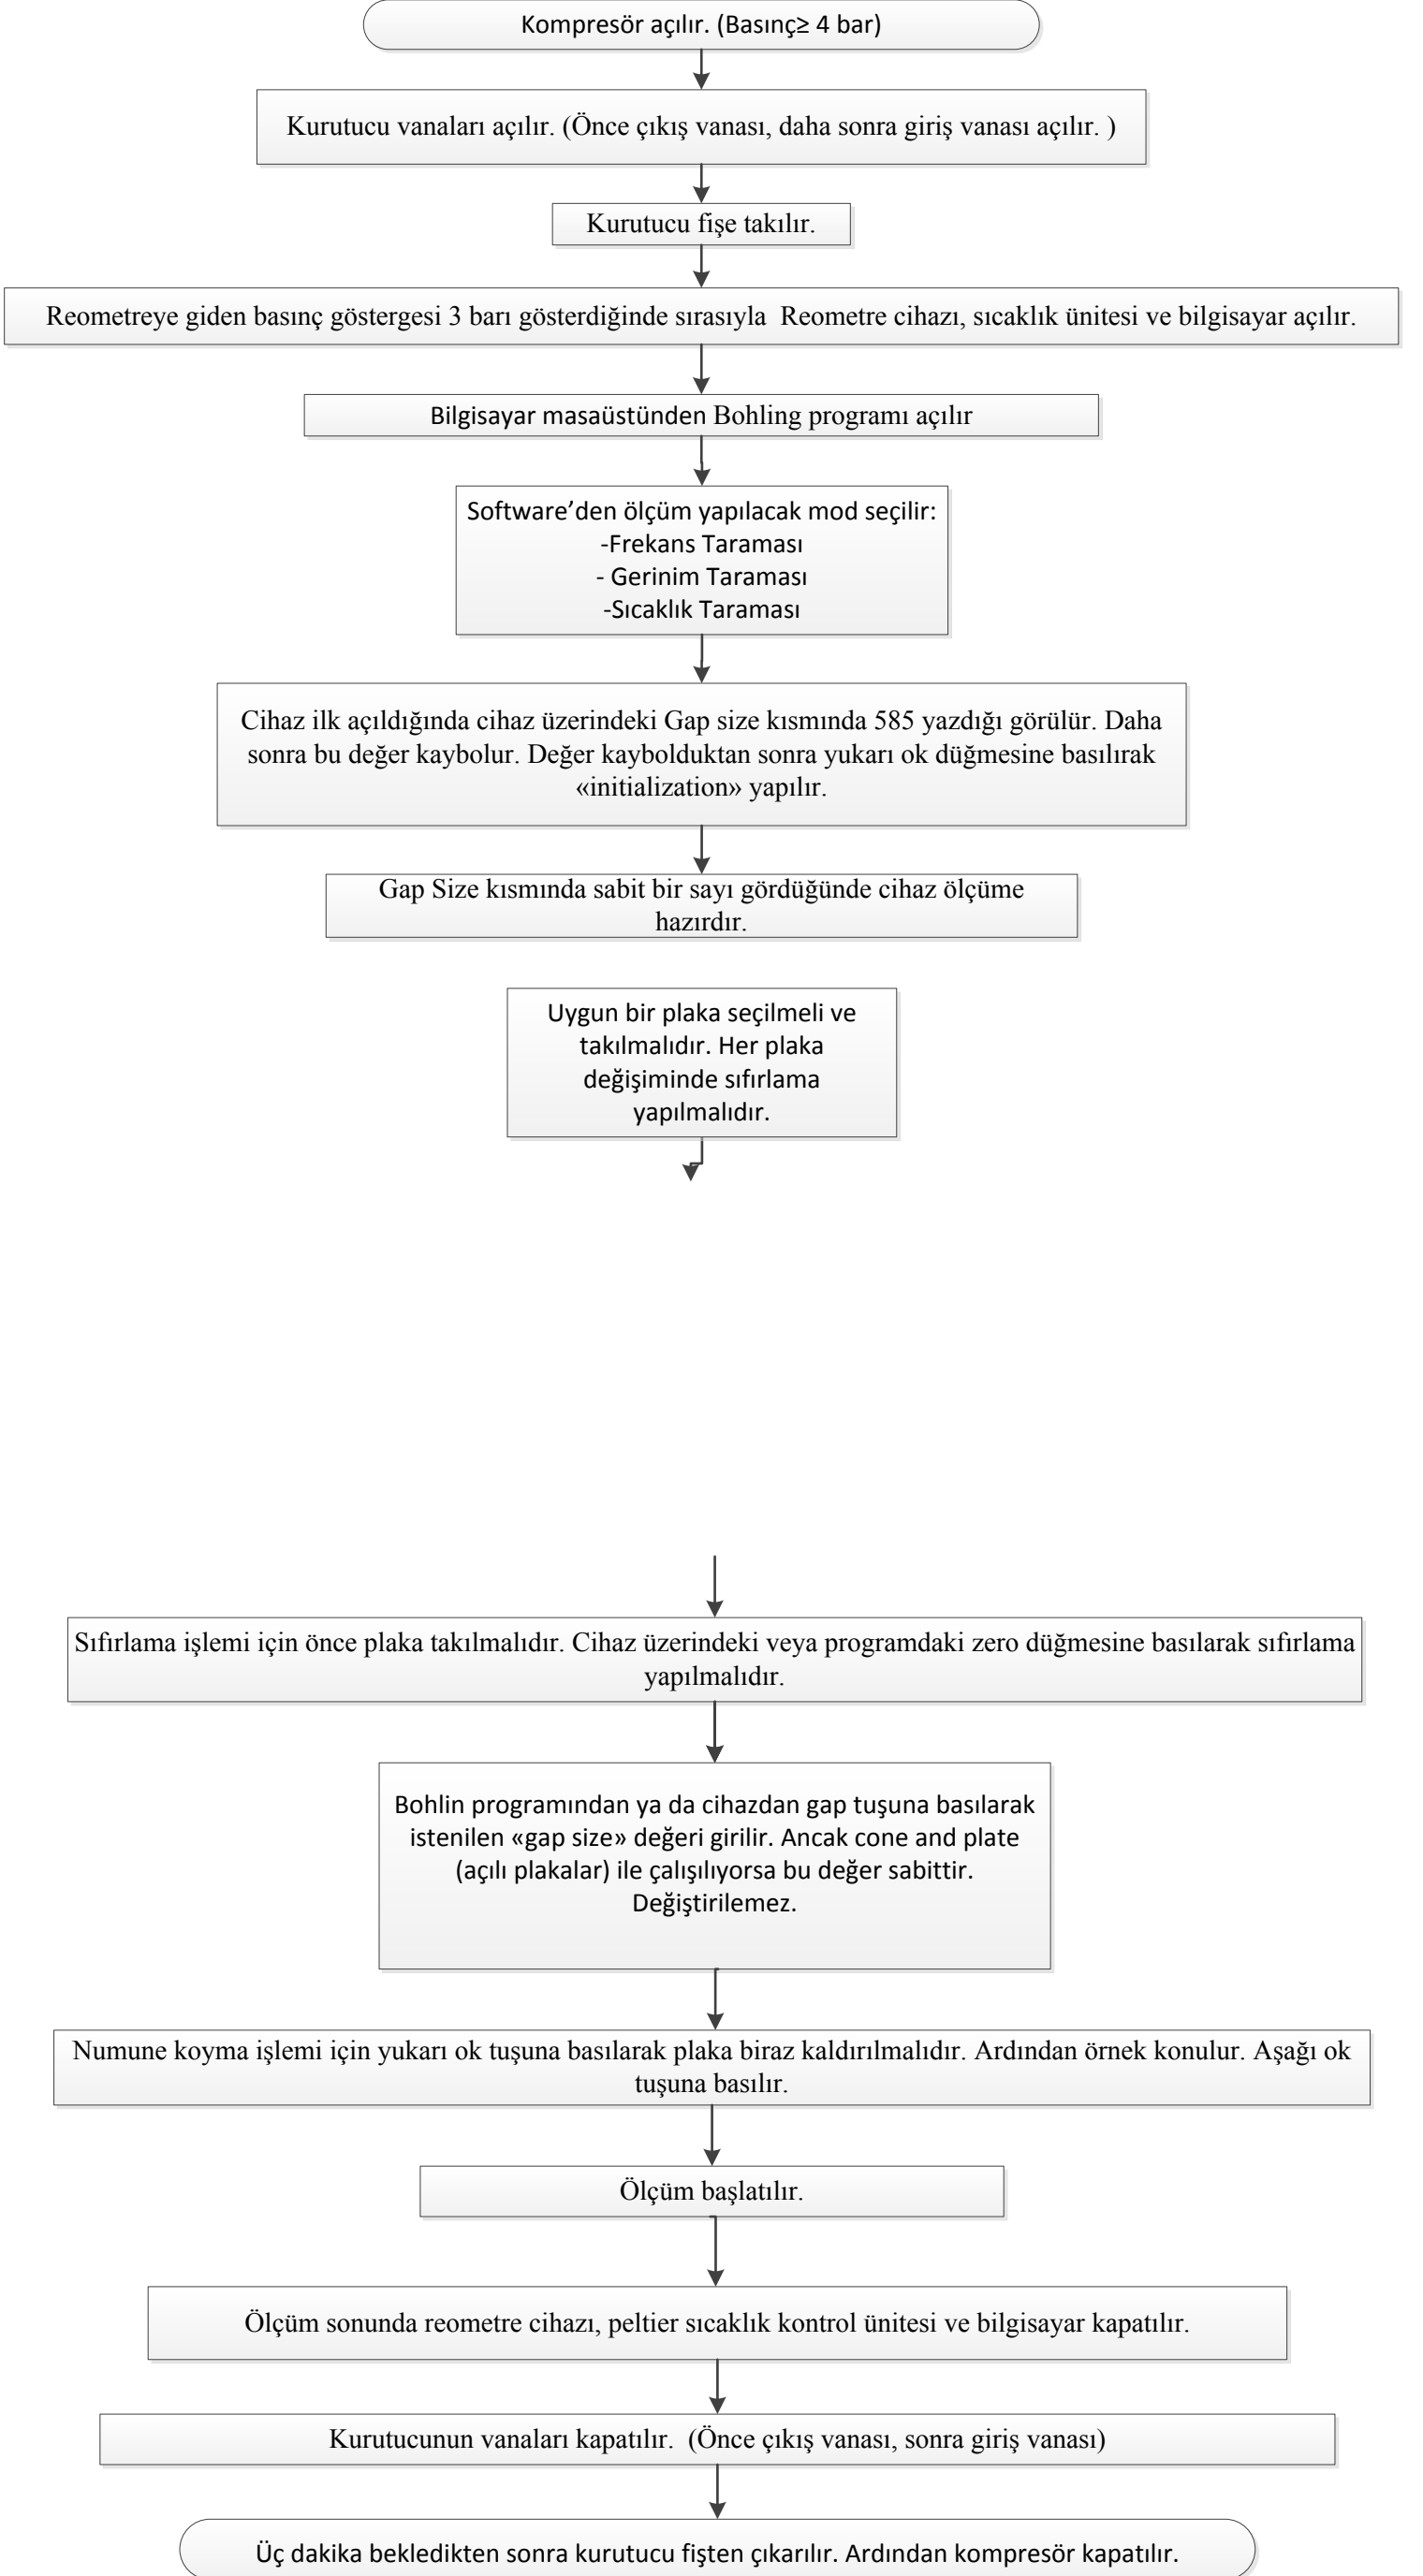 Kompresör açılır. (Basınç≥ 4 bar)
Kurutucu vanaları açılır. (Önce çıkış vanası, daha sonra giriş vanası açılır. )
Kurutucu fişe takılır.
Reometreye giden basınç göstergesi 3 barı gösterdiğinde sırasıyla  Reometre cihazı, sıcaklık ünitesi ve bilgisayar açılır.
Bilgisayar masaüstünden Bohling programı açılır
Software’den ölçüm yapılacak mod seçilir:
-Frekans Taraması
- Gerinim Taraması
-Sıcaklık Taraması
Cihaz ilk açıldığında cihaz üzerindeki Gap size kısmında 585 yazdığı görülür. Daha
sonra bu değer kaybolur. Değer kaybolduktan sonra yukarı ok düğmesine basılırak
«initialization» yapılır.
Gap Size kısmında sabit bir sayı gördüğünde cihaz ölçüme
hazırdır.
Uygun bir plaka seçilmeli ve
takılmalıdır. Her plaka
değişiminde sıfırlama
yapılmalıdır.
Sıfırlama işlemi için önce plaka takılmalıdır. Cihaz üzerindeki veya programdaki zero düğmesine basılarak sıfırlama
yapılmalıdır.
Bohlin programından ya da cihazdan gap tuşuna basılarak
istenilen «gap size» değeri girilir. Ancak cone and plate
(açılı plakalar) ile çalışılıyorsa bu değer sabittir.
Değiştirilemez.
Numune koyma işlemi için yukarı ok tuşuna basılarak plaka biraz kaldırılmalıdır. Ardından örnek konulur. Aşağı ok
tuşuna basılır.
Ölçüm başlatılır.
Ölçüm sonunda reometre cihazı, peltier sıcaklık kontrol ünitesi ve bilgisayar kapatılır.
Kurutucunun vanaları kapatılır.  (Önce çıkış vanası, sonra giriş vanası)
Üç dakika bekledikten sonra kurutucu fişten çıkarılır. Ardından kompresör kapatılır.